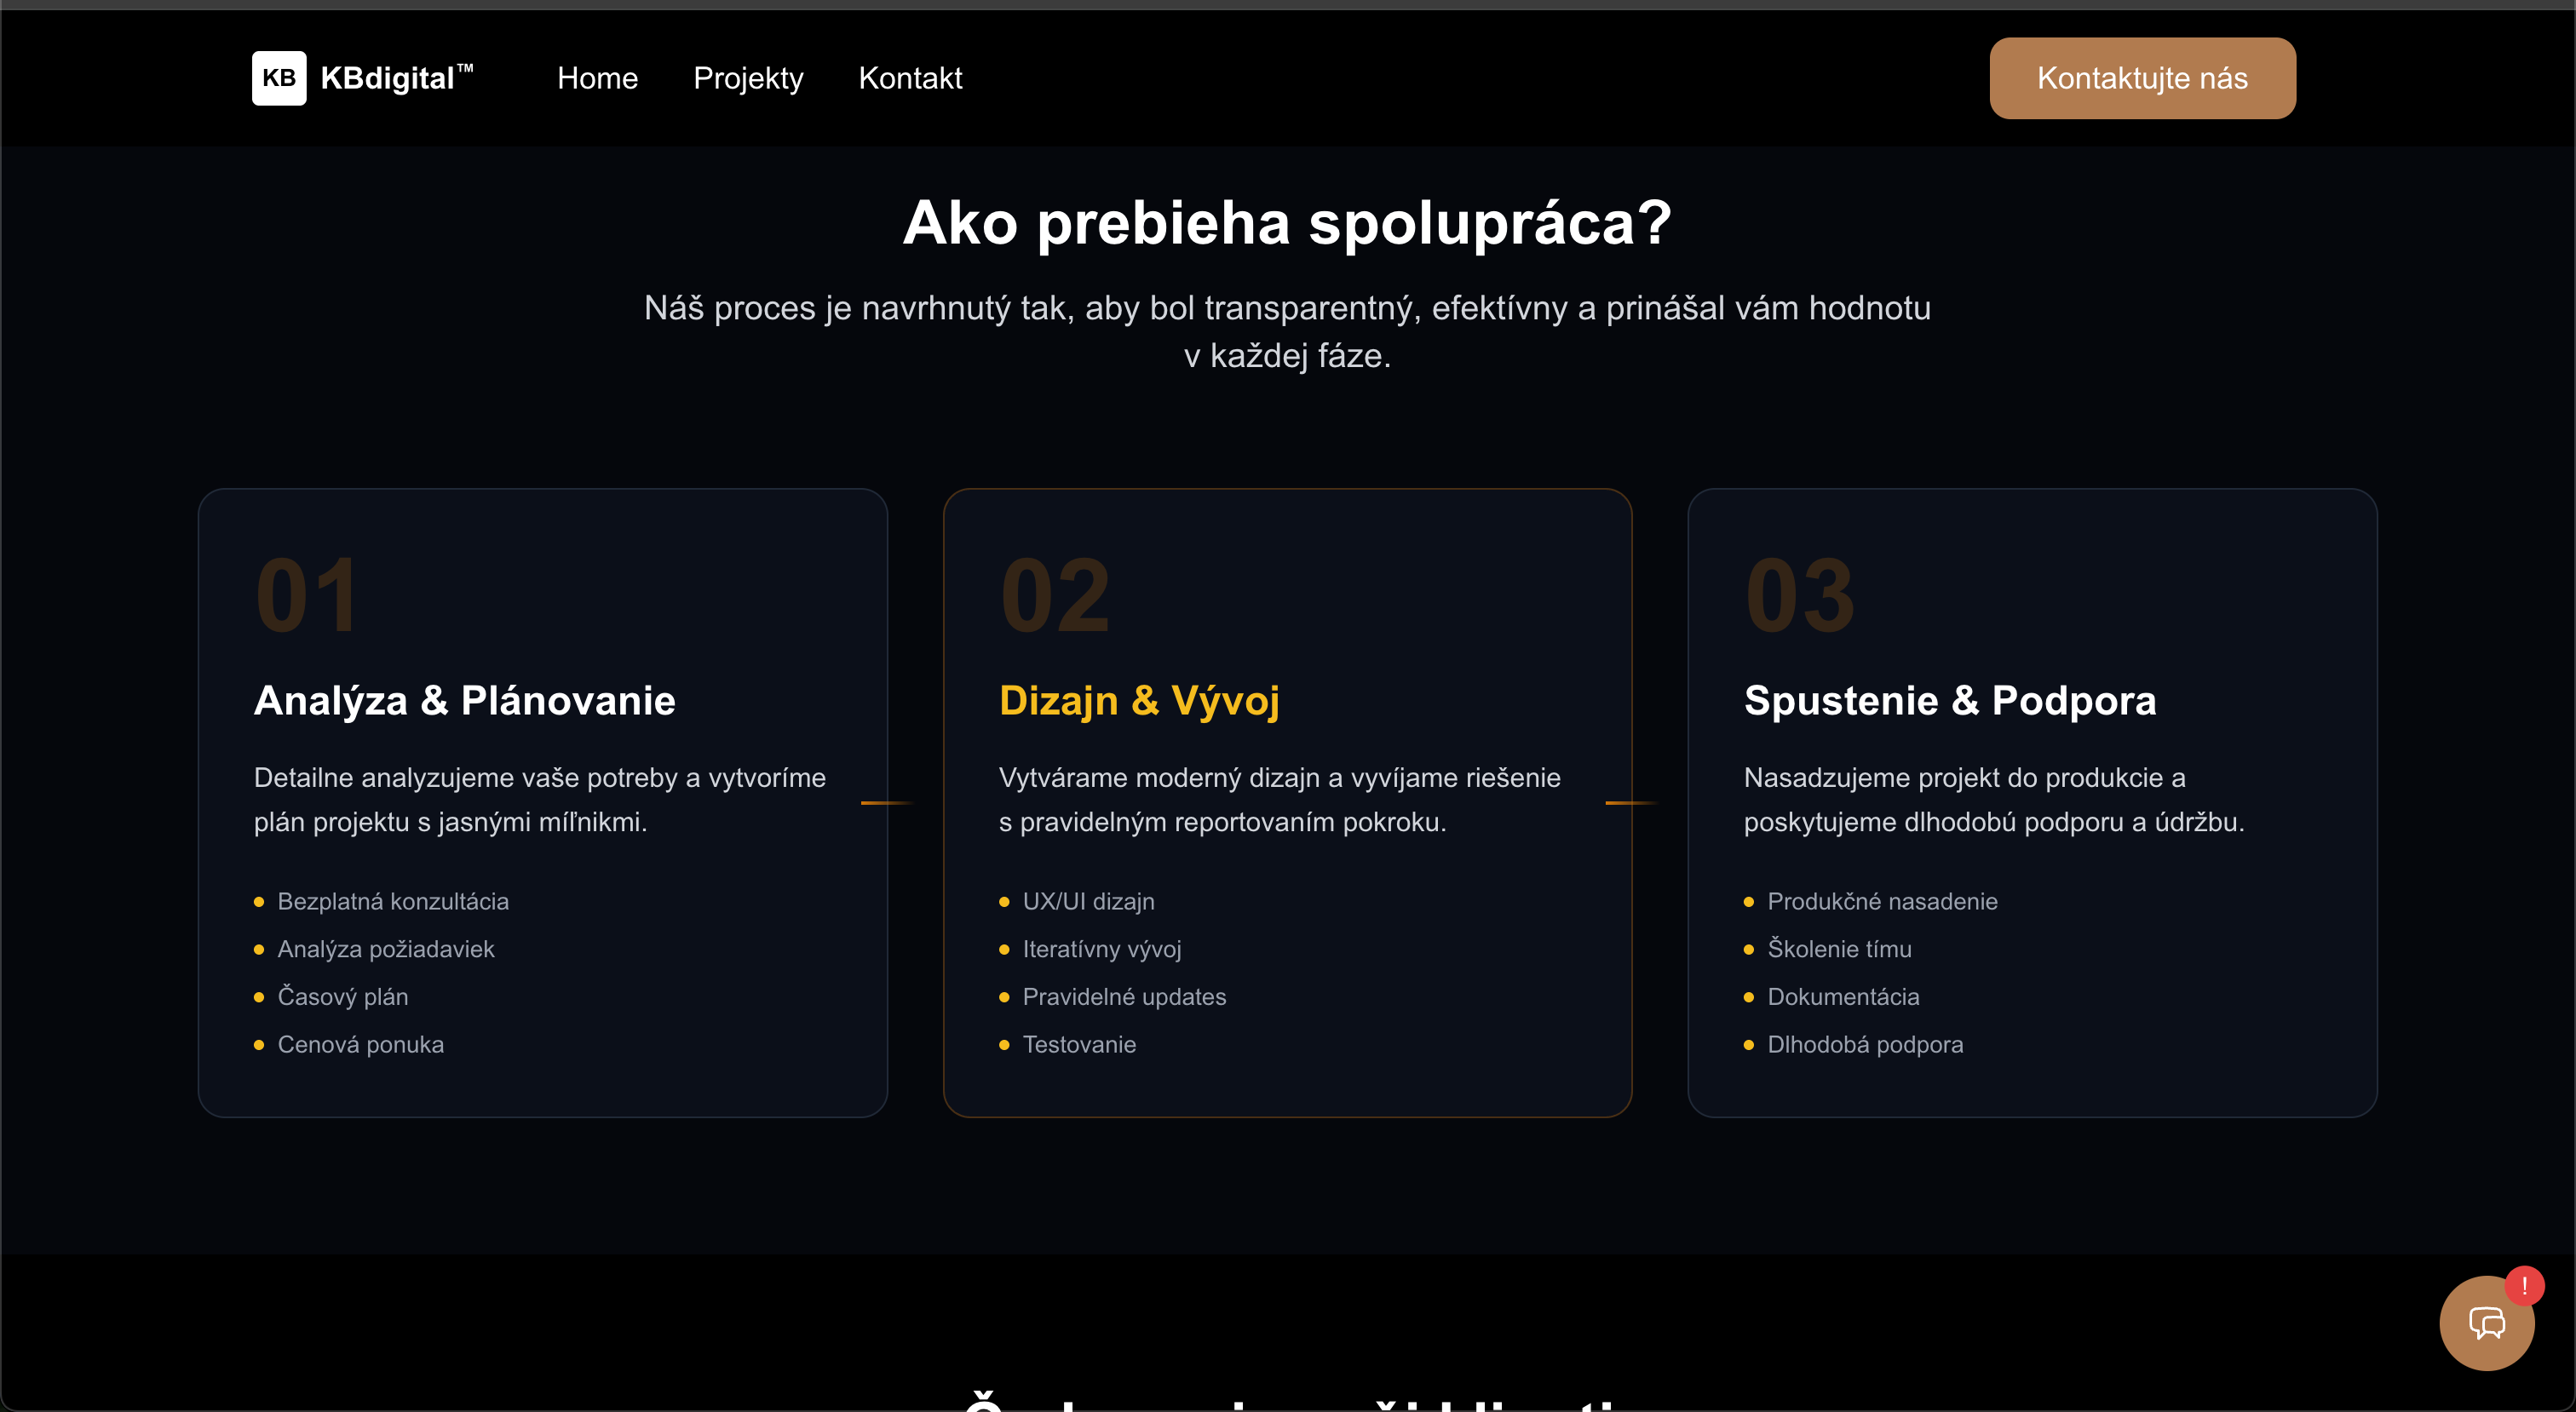 KB KBdigital™ Home Projekty Kontakt Kontaktujte nás
Ako prebieha spolupráca?
Náš proces je navrhnutý tak, aby bol transparentný, efektívny a prinášal vám hodnotu
v každej fáze.
01
Analýza & Plánovanie
Detailne analyzujeme vaše potreby a vytvoríme
plán projektu s jasnými míľnikmi.
Bezplatná konzultácia
Analýza požiadaviek
Časový plán
Cenová ponuka
02
Dizajn & Vývoj
Vytvárame moderný dizajn a vyvíjame riešenie
s pravidelným reportovaním pokroku.
UX/UI dizajn
Iteratívny vývoj
Pravidelné updates
Testovanie
03
Spustenie & Podpora
Nasadzujeme projekt do produkcie a
poskytujeme dlhodobú podporu a údržbu.
Produkčné nasadenie
Školenie tímu
Dokumentácia
Dlhodobá podpora
!